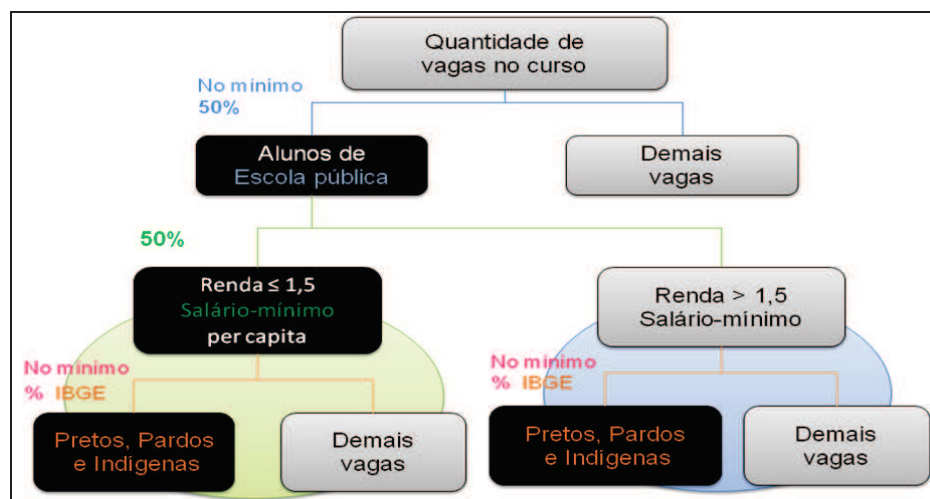 Quantidade de
vagas no curso
No mínimo
50%
Alunos de
Escola pública
Demais
vagas
50%
Renda ≤ 1,5
Salário-mínimo
per capita
Renda > 1,5
Salário-mínimo
No mínimo
% IBGE
No mínimo
% IBGE
Pretos, Pardos
e Indígenas
Demais
vagas
Pretos, Pardos
e Indígenas
Demais
vagas